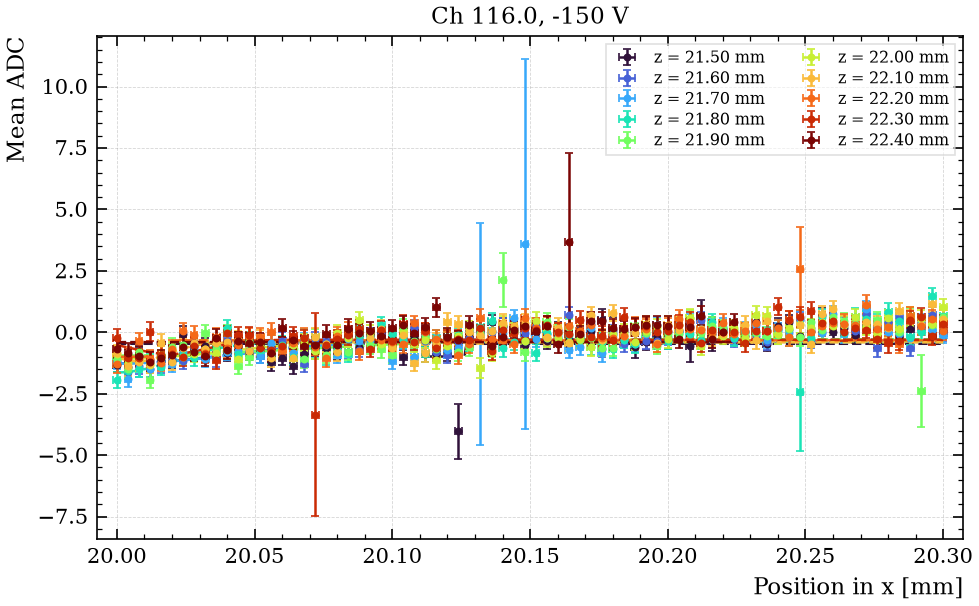 Ch 116.0, -150 V
Mean ADC
10.0
7.5
5.0
2.5
0.0
−2.5
−5.0
−7.5
z = 21.50 mm
z = 21.60 mm
z = 21.70 mm
z = 21.80 mm
z = 21.90 mm
z = 22.00 mm
z = 22.10 mm
z = 22.20 mm
z = 22.30 mm
z = 22.40 mm
20.00 20.05 20.10 20.15 20.20 20.25 20.30
Position in x [mm]